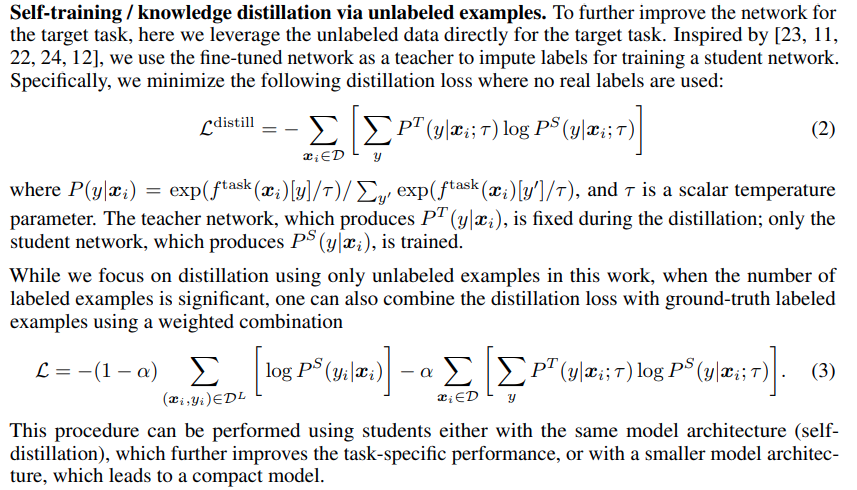 Self-training / knowledge distillation via unlabeled examples. To further improve the network for
the target task, here we leverage the unlabeled data directly for the target task. Inspired by [23, 11,
22, 24, 12], we use the fine-tuned network as a teacher to impute labels for training a student network.
Specifically, we minimize the following distillation loss where no real labels are used:
$\mathcal{L}^{\text{distill}} = -\sum_{\boldsymbol{x}_i \in \mathcal{D}} \left[ \sum_{y} P^T(y|\boldsymbol{x}_i; \tau) \log P^S(y|\boldsymbol{x}_i; \tau) \right]$ (2)
where $P(y|\boldsymbol{x}_i) = \exp(f^{\text{task}}(\boldsymbol{x}_i)[y]/\tau) / \sum_{y'} \exp(f^{\text{task}}(\boldsymbol{x}_i)[y']/\tau)$, and $\tau$ is a scalar temperature
parameter. The teacher network, which produces $P^T(y|\boldsymbol{x}_i)$, is fixed during the distillation; only the
student network, which produces $P^S(y|\boldsymbol{x}_i)$, is trained.
While we focus on distillation using only unlabeled examples in this work, when the number of
labeled examples is significant, one can also combine the distillation loss with ground-truth labeled
examples using a weighted combination
$\mathcal{L} = -(1-\alpha) \sum_{(\boldsymbol{x}_i, y_i) \in \mathcal{D}^L} \left[ \log P^S(y_i|\boldsymbol{x}_i) \right] - \alpha \sum_{\boldsymbol{x}_i \in \mathcal{D}} \left[ \sum_{y} P^T(y|\boldsymbol{x}_i; \tau) \log P^S(y|\boldsymbol{x}_i; \tau) \right].$ (3)
This procedure can be performed using students either with the same model architecture (self-
distillation), which further improves the task-specific performance, or with a smaller model architec-
ture, which leads to a compact model.